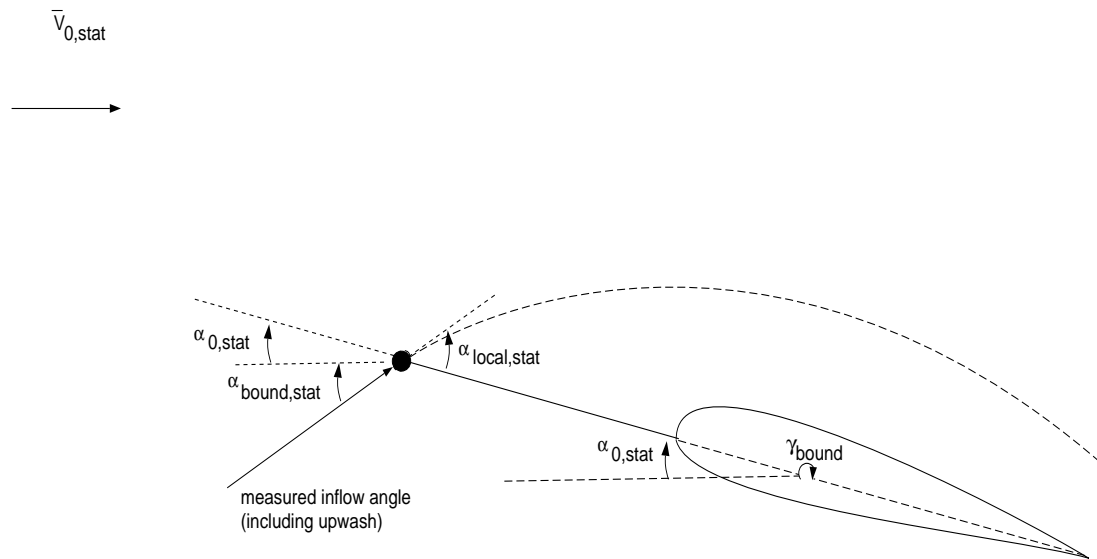 V̅0,stat
α0,stat
αlocal,stat
αbound,stat
α0,stat
γbound
measured inflow angle
(including upwash)